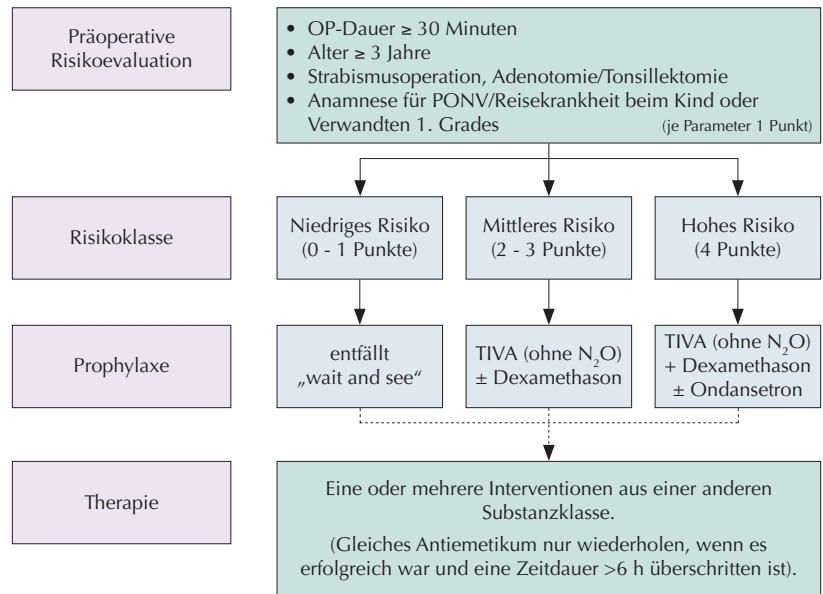 Präoperative
Risikoevaluation
• OP-Dauer ≥ 30 Minuten
• Alter ≥ 3 Jahre
• Strabismusoperation, Adenotomie/Tonsillektomie
• Anamnese für PONV/Reisekrankheit beim Kind oder
Verwandten 1. Grades (je Parameter 1 Punkt)
Risikoklasse
Niedriges Risiko
(0 - 1 Punkte)
Mittleres Risiko
(2 - 3 Punkte)
Hohes Risiko
(4 Punkte)
Prophylaxe
entfällt
„wait and see“
TIVA (ohne N₂O)
± Dexamethason
TIVA (ohne N₂O)
+ Dexamethason
± Ondansetron
Therapie
Eine oder mehrere Interventionen aus einer anderen
Substanzklasse.
(Gleiches Antiemetikum nur wiederholen, wenn es
erfolgreich war und eine Zeitdauer >6 h überschritten ist).